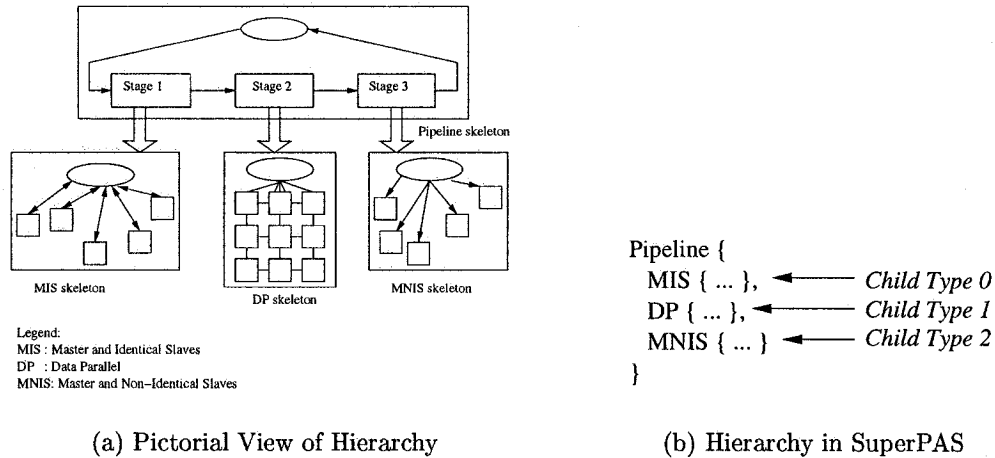 Stage 1
Stage 2
Stage 3
Pipeline skeleton
MIS skeleton
DP skeleton
MNIS skeleton
Legend:
MIS : Master and Identical Slaves
DP : Data Parallel
MNIS: Master and Non-Identical Slaves
(a) Pictorial View of Hierarchy
Pipeline {
MIS { ... }, Child Type 0
DP { ... }, Child Type 1
MNIS { ... } Child Type 2
}
(b) Hierarchy in SuperPAS